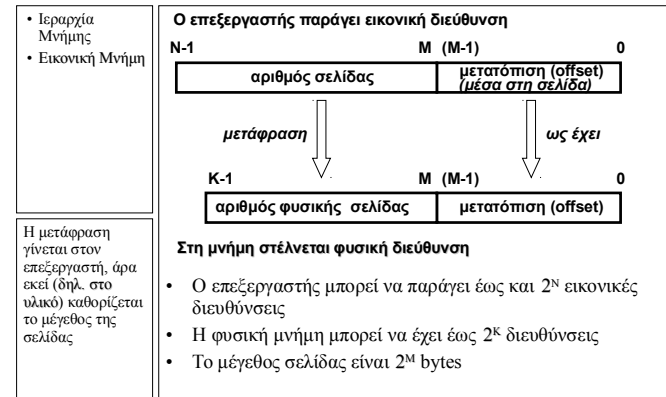 • Ιεραρχία
Μνήμης
• Εικονική Μνήμη
Η μετάφραση
γίνεται στον
επεξεργαστή, άρα
εκεί (δηλ. στο
υλικό) καθορίζεται
το μέγεθος της
σελίδας
Ο επεξεργαστής παράγει εικονική διεύθυνση
N-1 M (M-1) 0
αριθμός σελίδας μετατόπιση (offset)
(μέσα στη σελίδα)
μετάφραση ως έχει
K-1 M (M-1) 0
αριθμός φυσικής σελίδας μετατόπιση (offset)
Στη μνήμη στέλνεται φυσική διεύθυνση
• Ο επεξεργαστής μπορεί να παράγει έως και 2ᴺ εικονικές
διευθύνσεις
• Η φυσική μνήμη μπορεί να έχει έως 2ᴷ διευθύνσεις
• Το μέγεθος σελίδας είναι 2ᴹ bytes